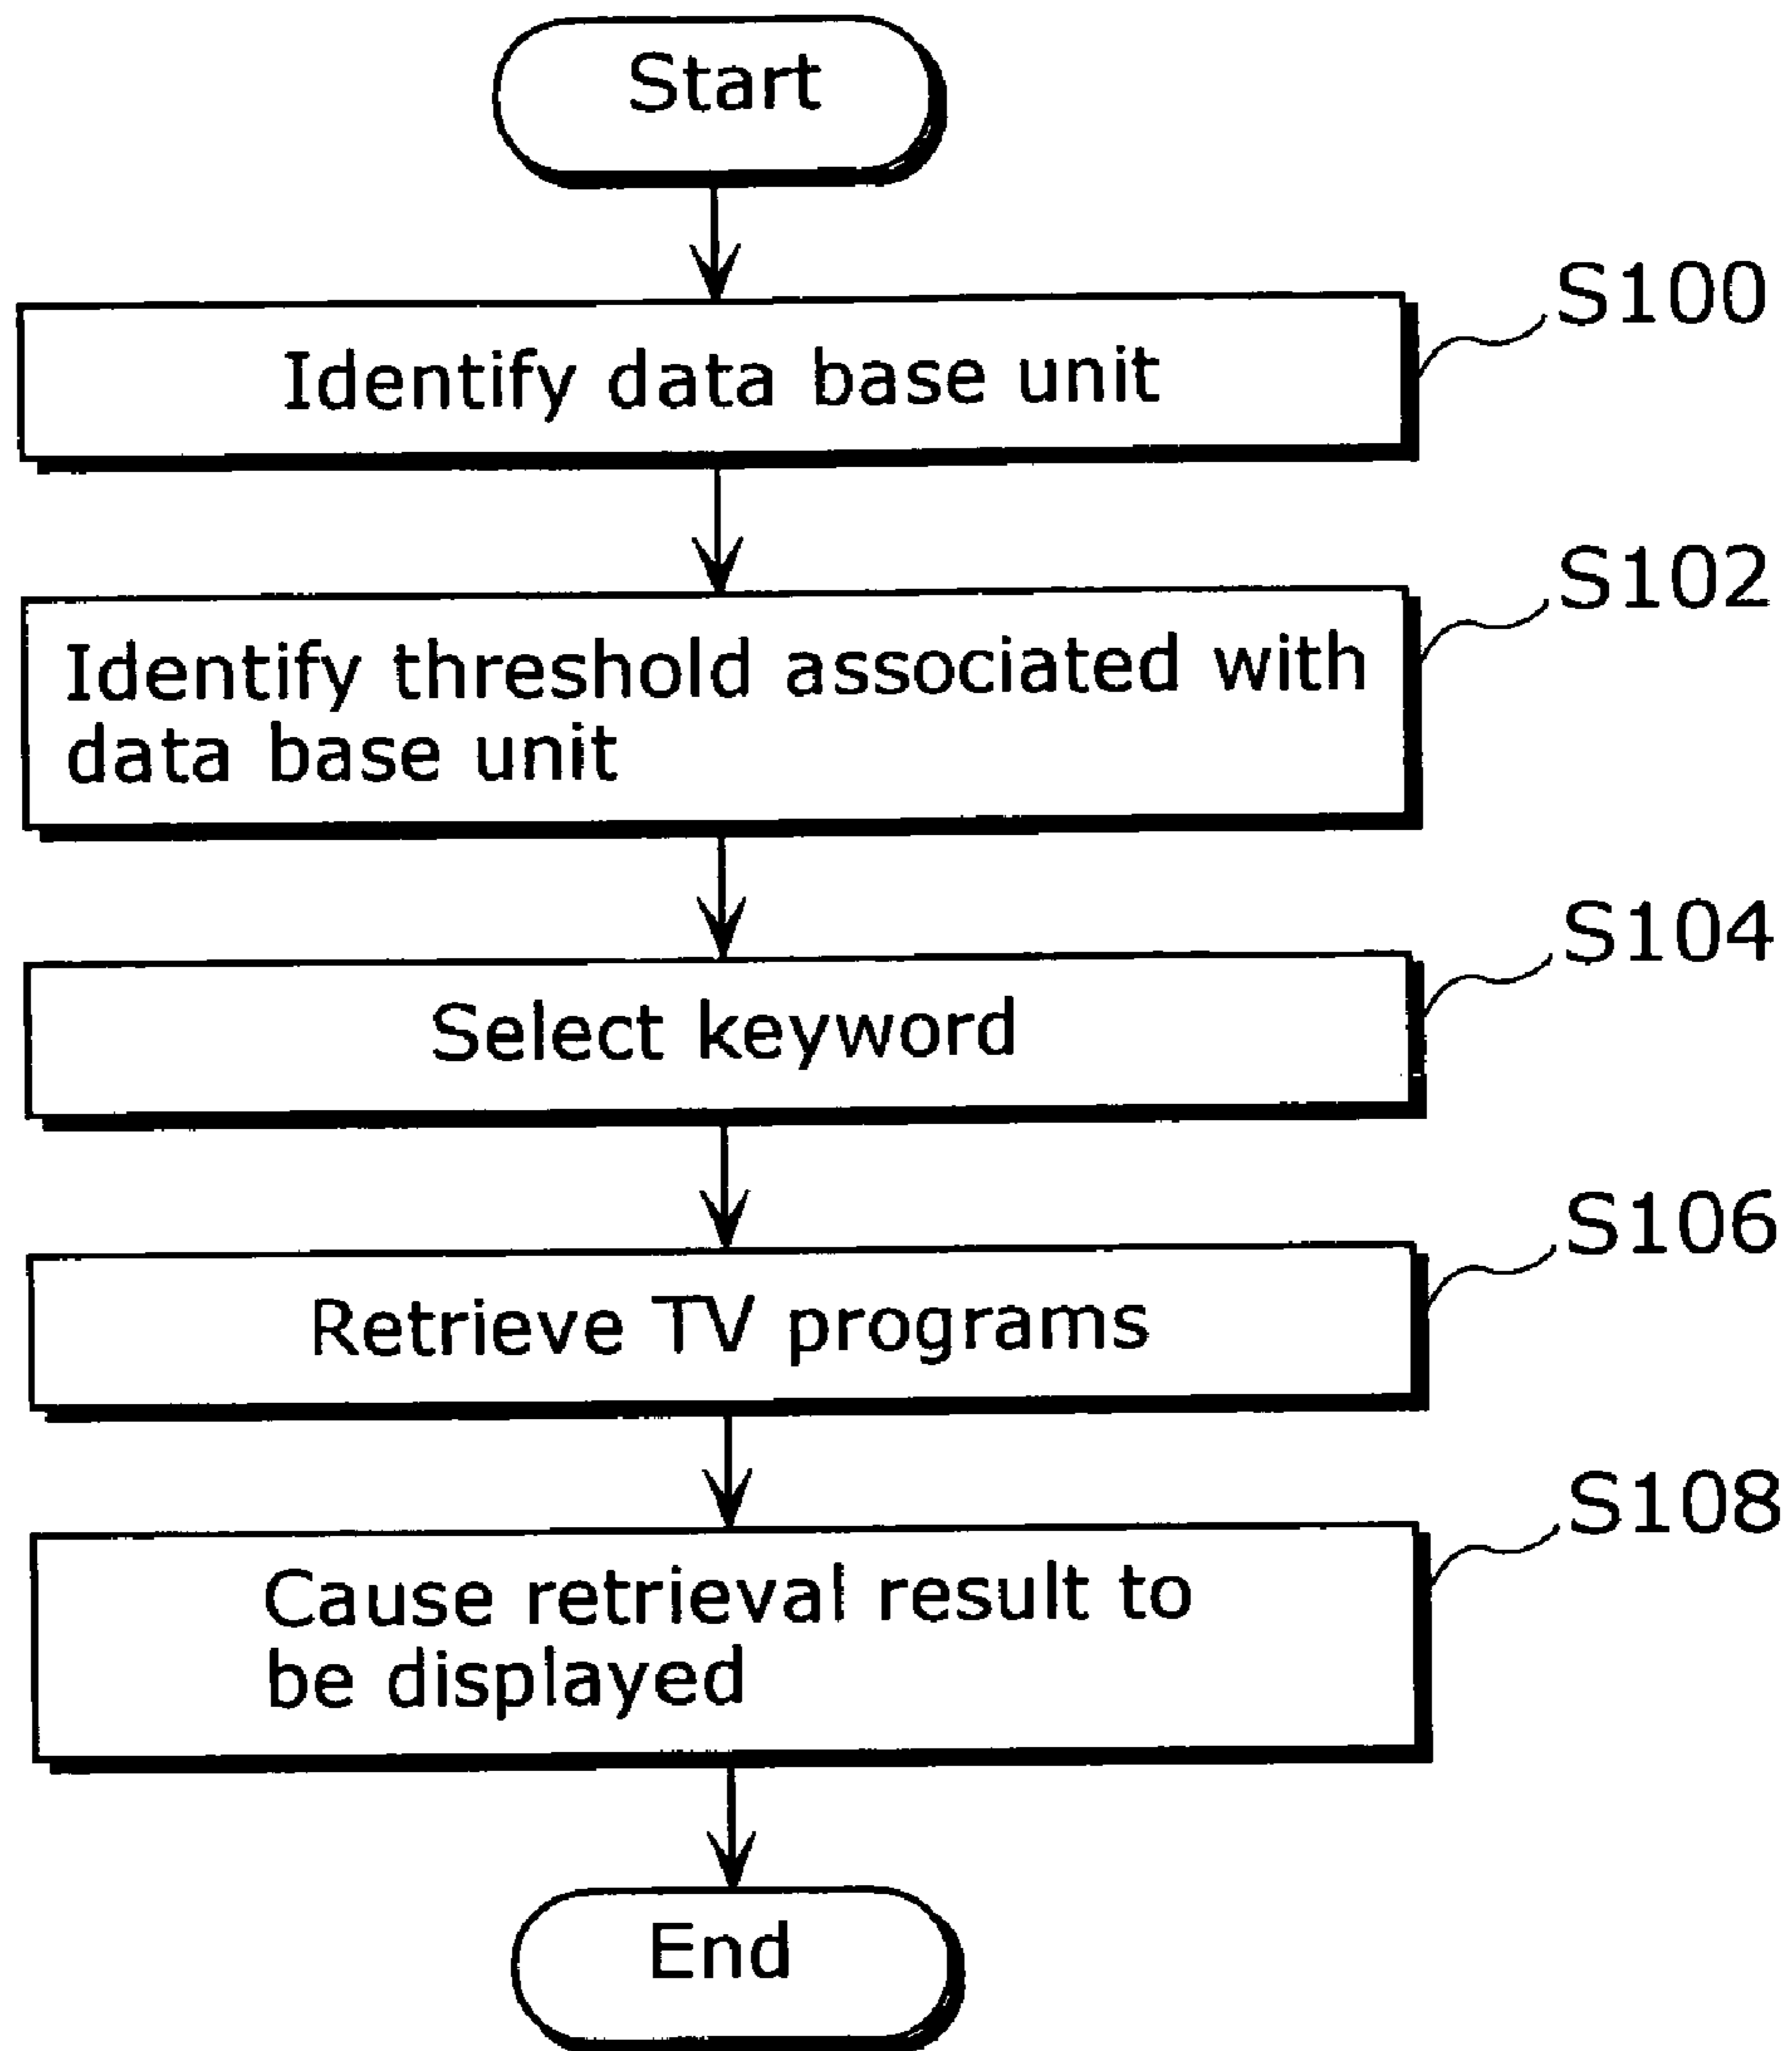 Start
S100
Identify data base unit
S102
Identify threshold associated with
data base unit
S104
Select keyword
S106
Retrieve TV programs
S108
Cause retrieval result to
be displayed
End